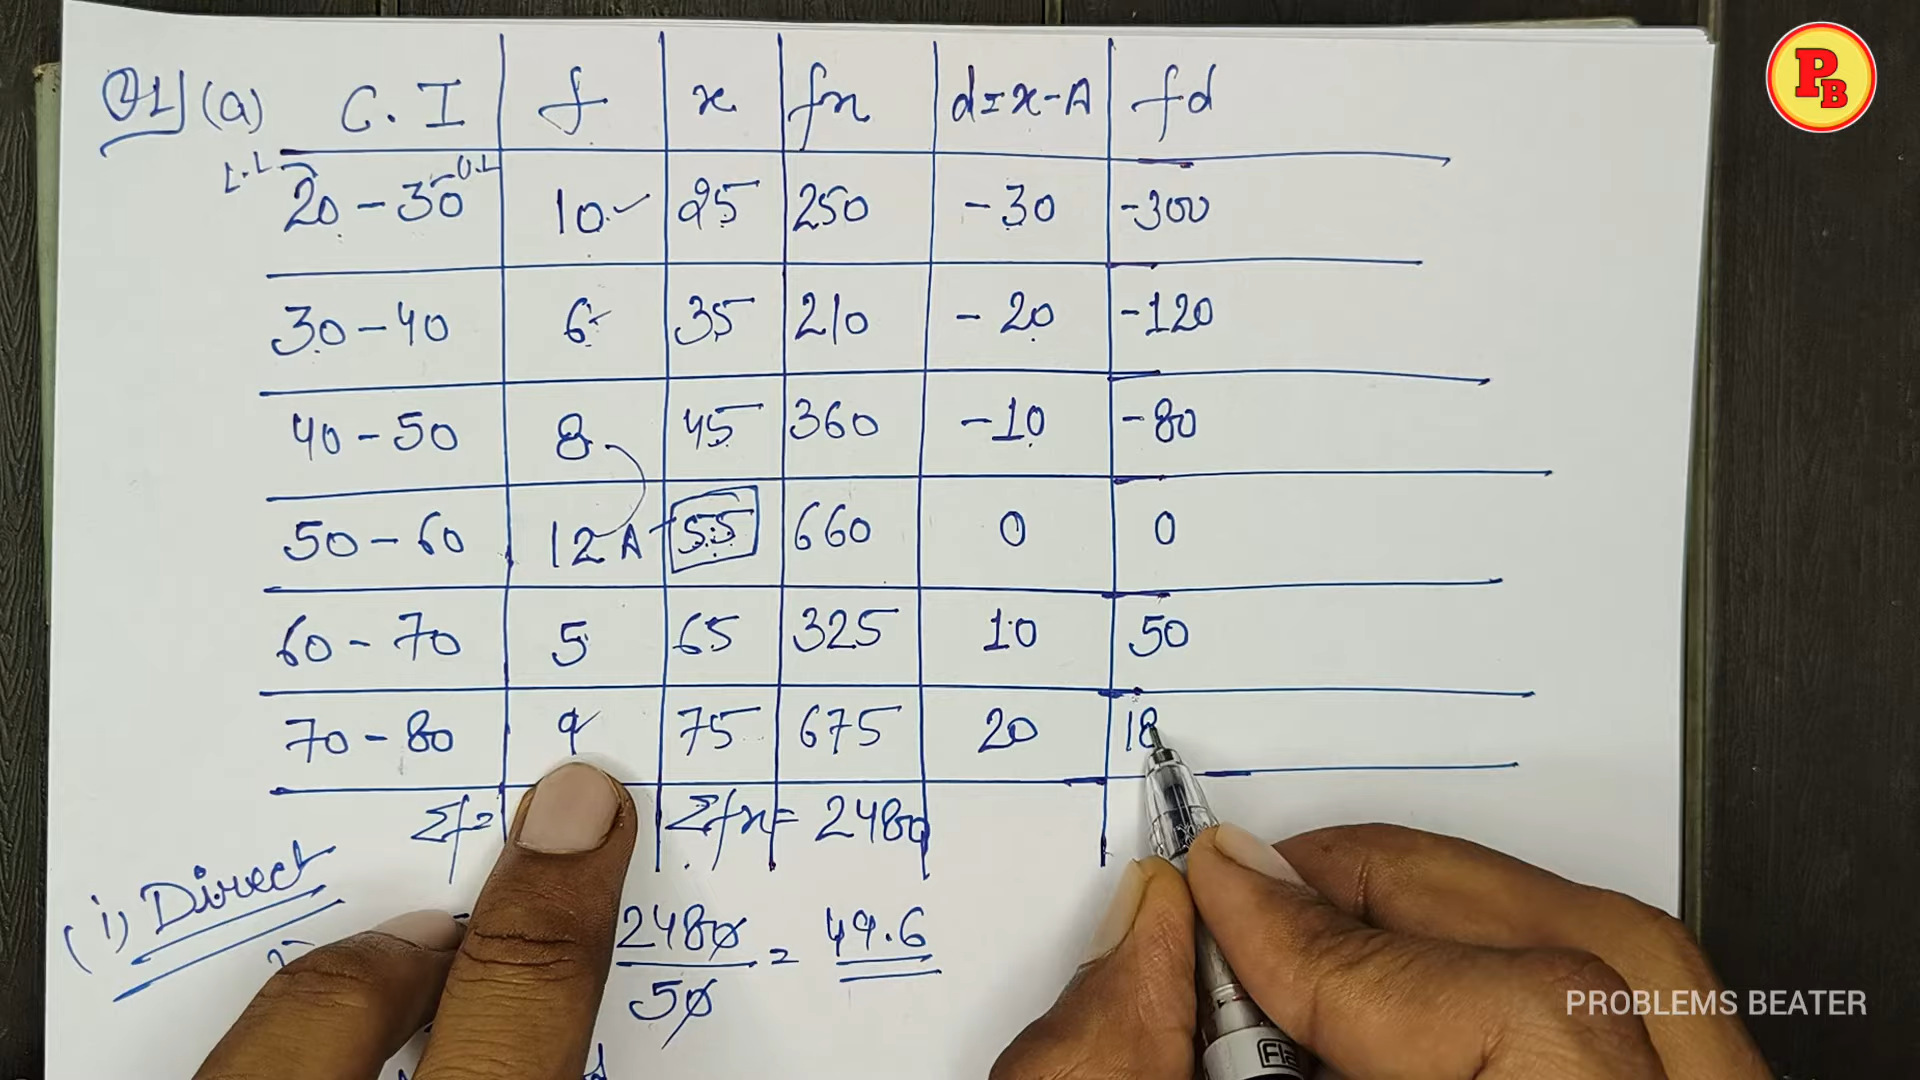 Q1 (a) C.I f x fx d=x-A fd
L.L U.L
20-30 10 25 250 -30 -300
30-40 6 35 210 -20 -120
40-50 8 45 360 -10 -80
50-60 12 A 55 660 0 0
60-70 5 65 325 10 50
70-80 9 75 675 20 18
Σf= Σfx= 2480
(i) Direct
2480
50
= 49.6
PB
PROBLEMS BEATER